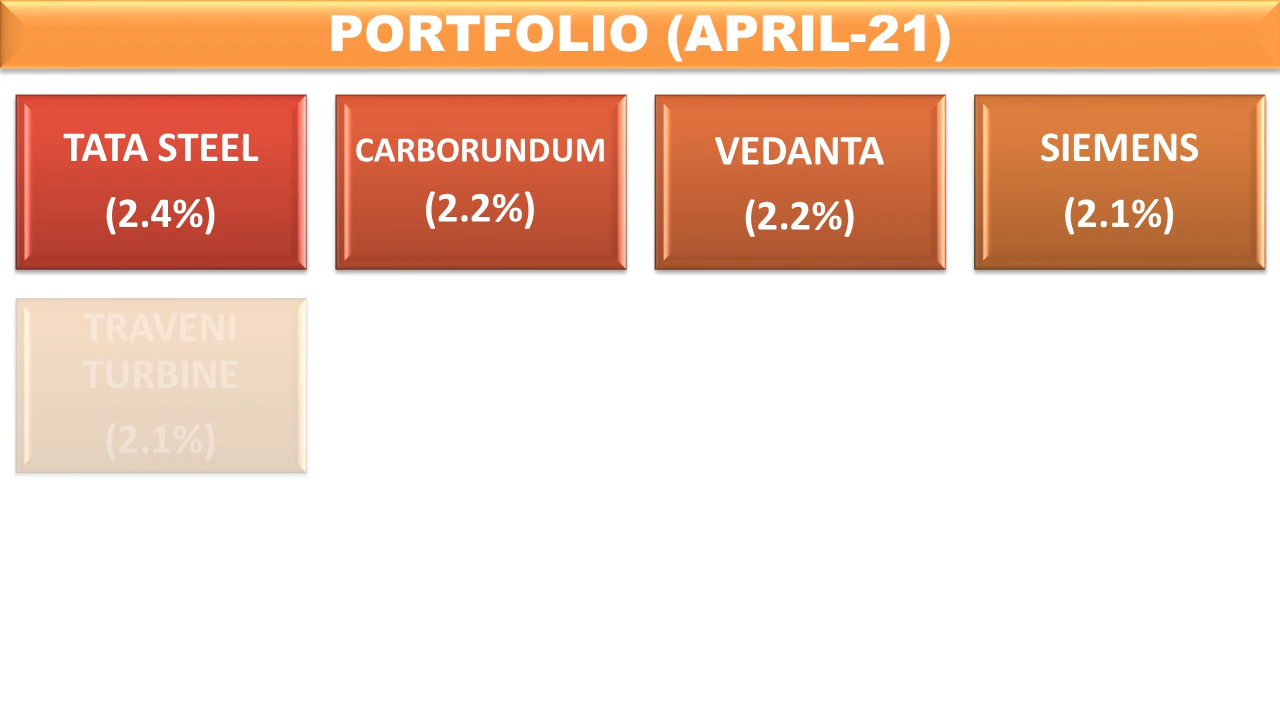 PORTFOLIO (APRIL-21)
TATA STEEL
(2.4%)
CARBORUNDUM
(2.2%)
VEDANTA
(2.2%)
SIEMENS
(2.1%)
TRAVENI
TURBINE
(2.1%)